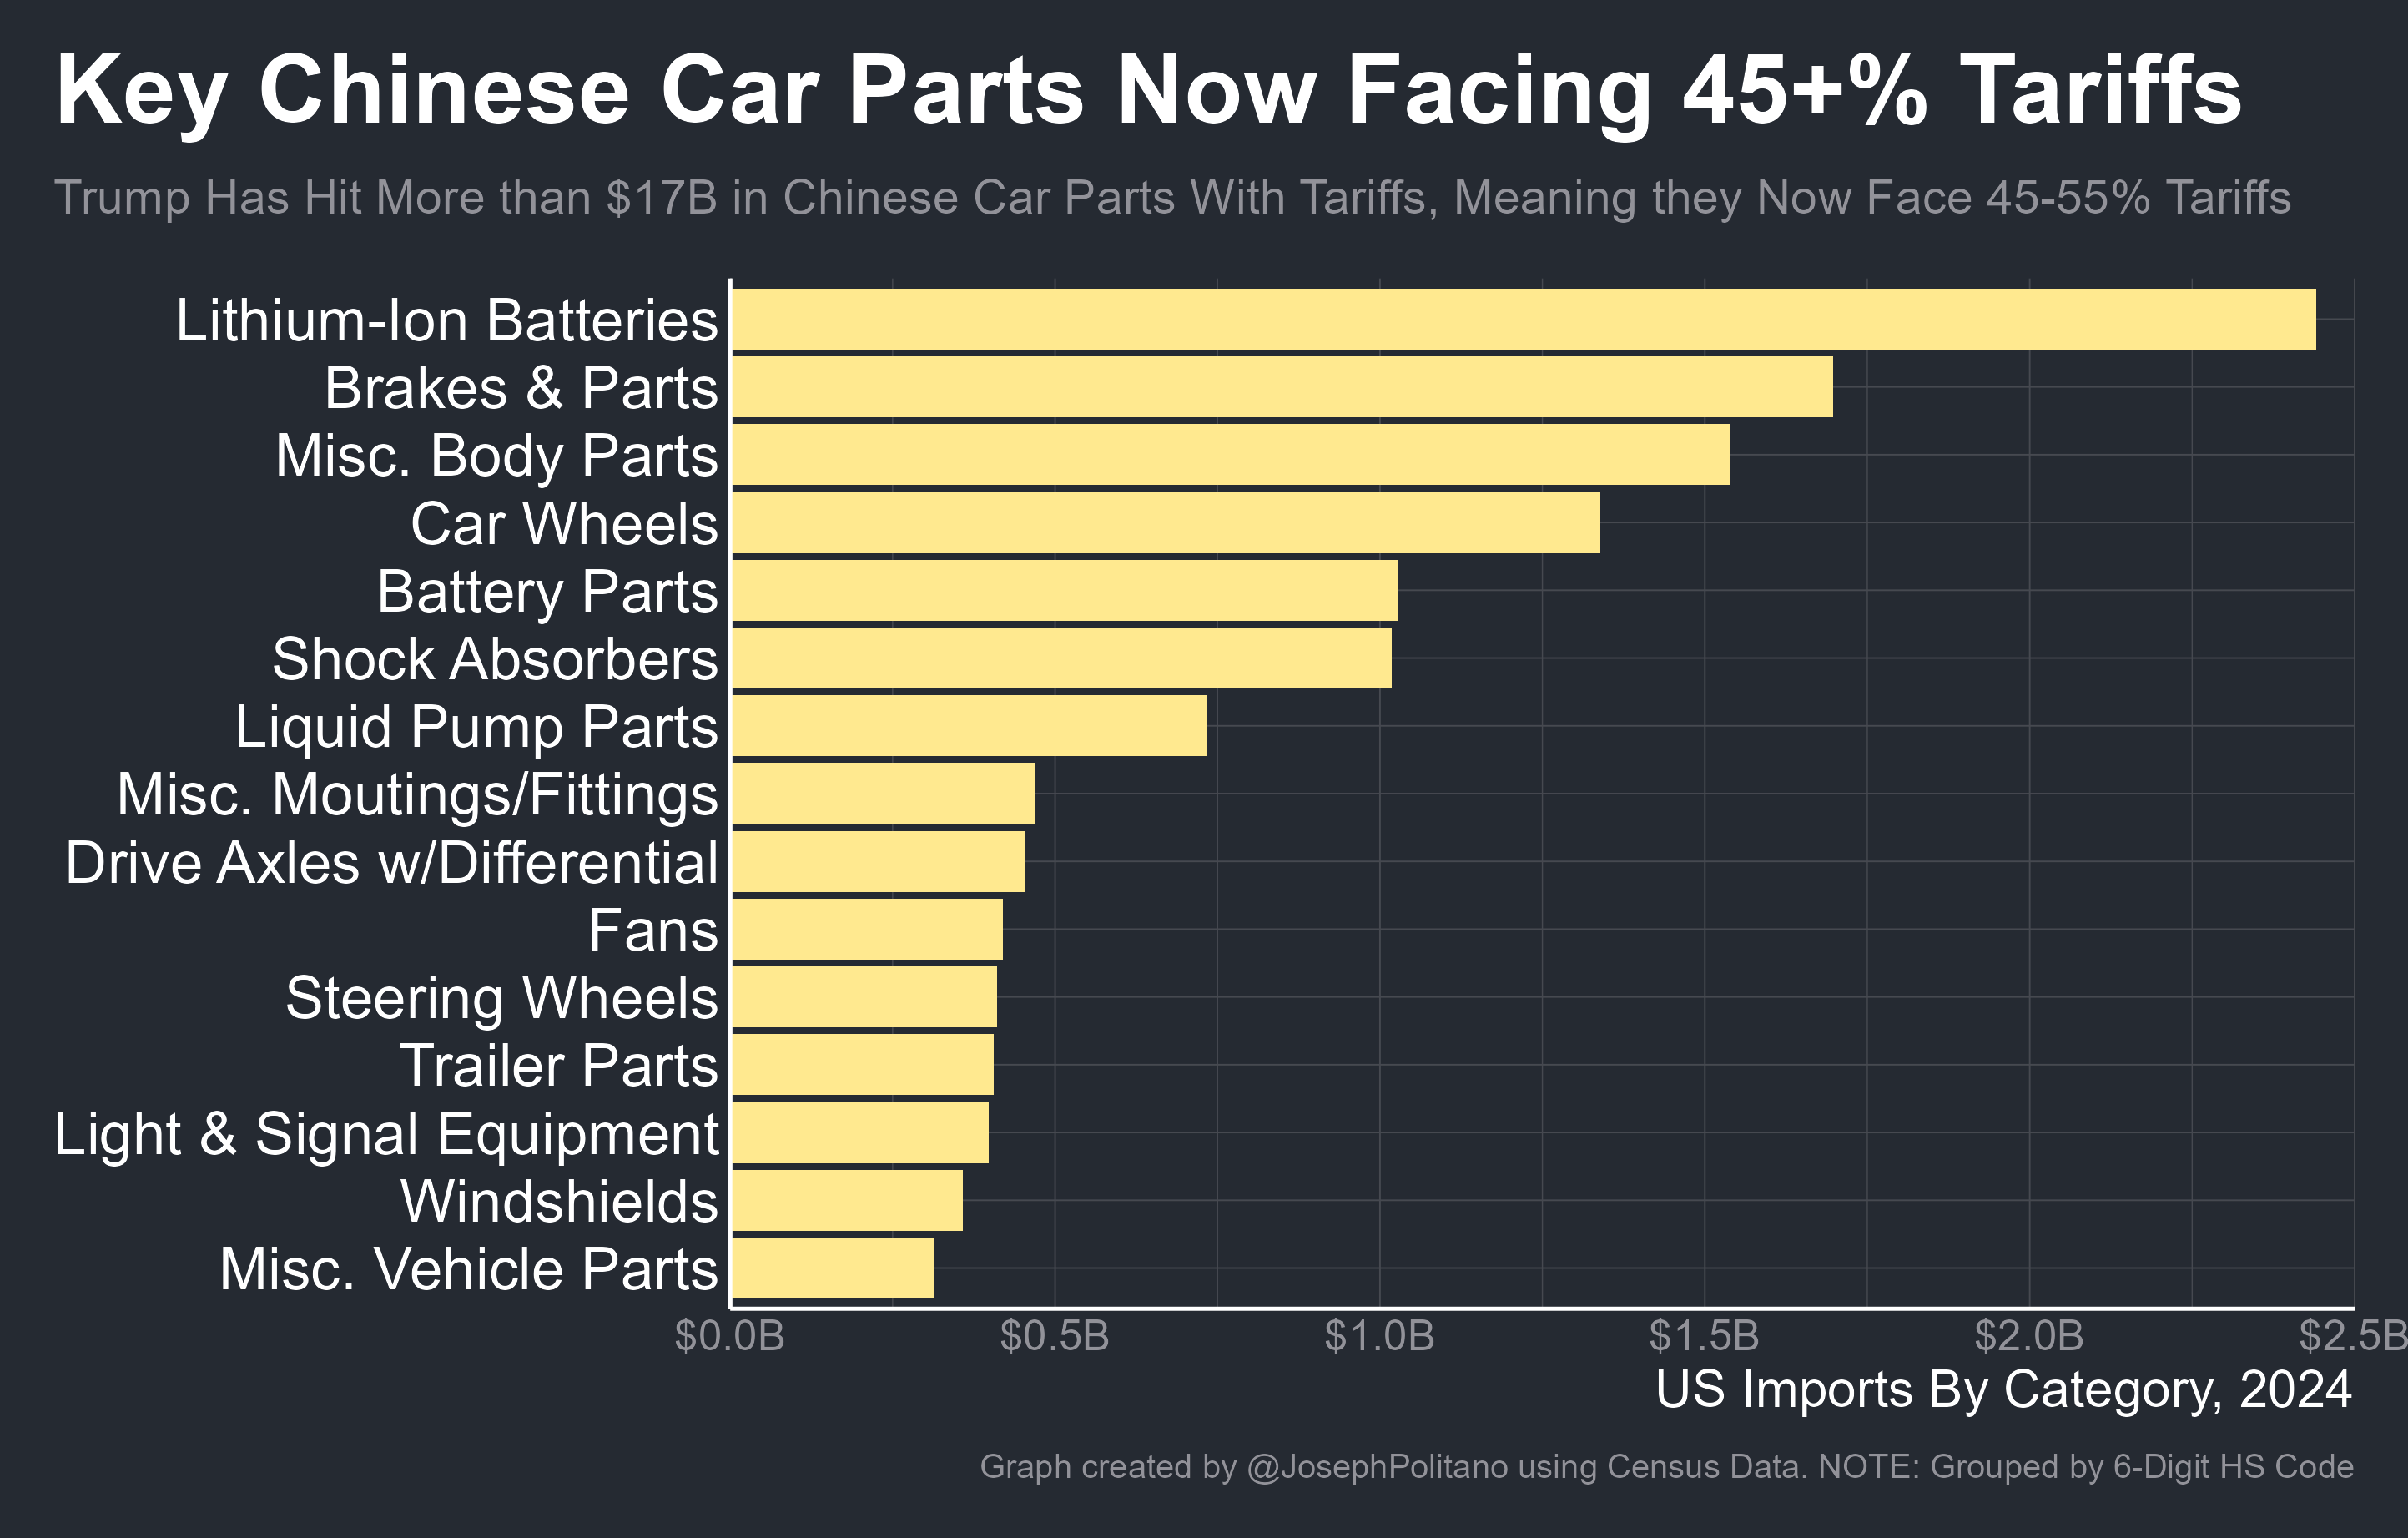 Key Chinese Car Parts Now Facing 45+% Tariffs
Trump Has Hit More than $17B in Chinese Car Parts With Tariffs, Meaning they Now Face 45-55% Tariffs
Lithium-Ion Batteries
Brakes & Parts
Misc. Body Parts
Car Wheels
Battery Parts
Shock Absorbers
Liquid Pump Parts
Misc. Moutings/Fittings
Drive Axles w/Differential
Fans
Steering Wheels
Trailer Parts
Light & Signal Equipment
Windshields
Misc. Vehicle Parts
$0.0B $0.5B $1.0B $1.5B $2.0B $2.5B
US Imports By Category, 2024
Graph created by @JosephPolitano using Census Data. NOTE: Grouped by 6-Digit HS Code